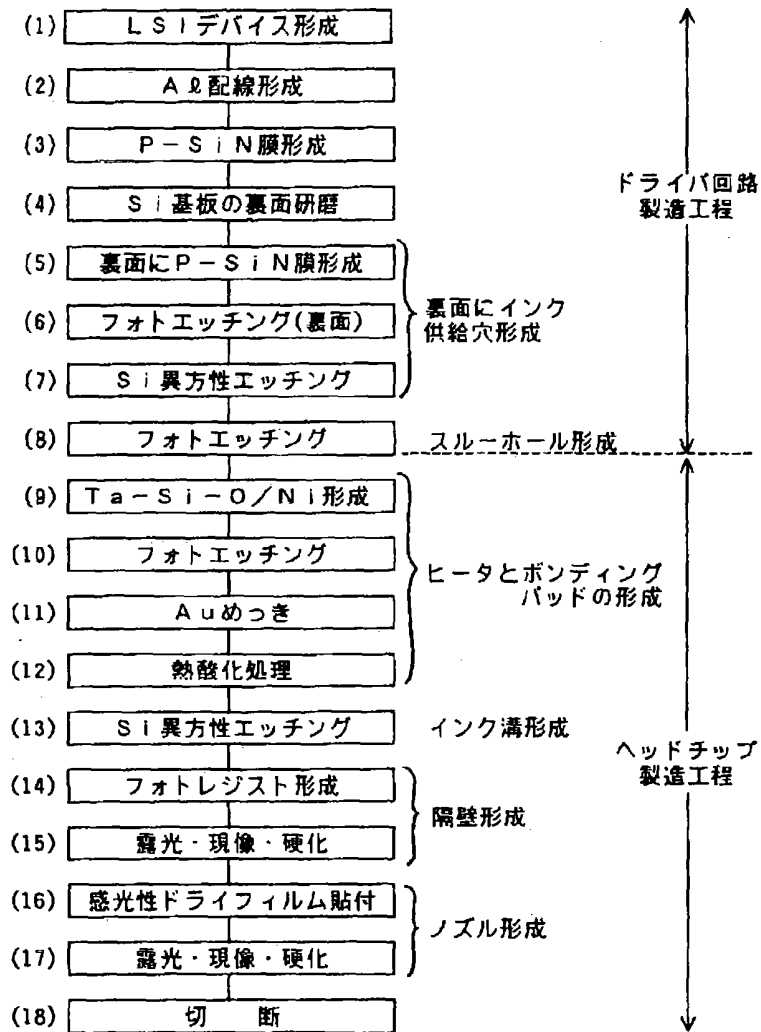 (1) LSIデバイス形成
(2) Aℓ配線形成
(3) P-SiN膜形成
(4) Si基板の裏面研磨
(5) 裏面にP-SiN膜形成
(6) フォトエッチング(裏面)
(7) Si異方性エッチング
裏面にインク
供給穴形成
(8) フォトエッチング スルーホール形成
ドライバ回路
製造工程
(9) Ta-Si-O/Ni形成
(10) フォトエッチング
(11) Auめっき
(12) 熱酸化処理
ヒータとボンディング
パッドの形成
(13) Si異方性エッチング インク溝形成
(14) フォトレジスト形成
(15) 露光・現像・硬化
隔壁形成
(16) 感光性ドライフィルム貼付
(17) 露光・現像・硬化
ノズル形成
(18) 切 断
ヘッドチップ
製造工程